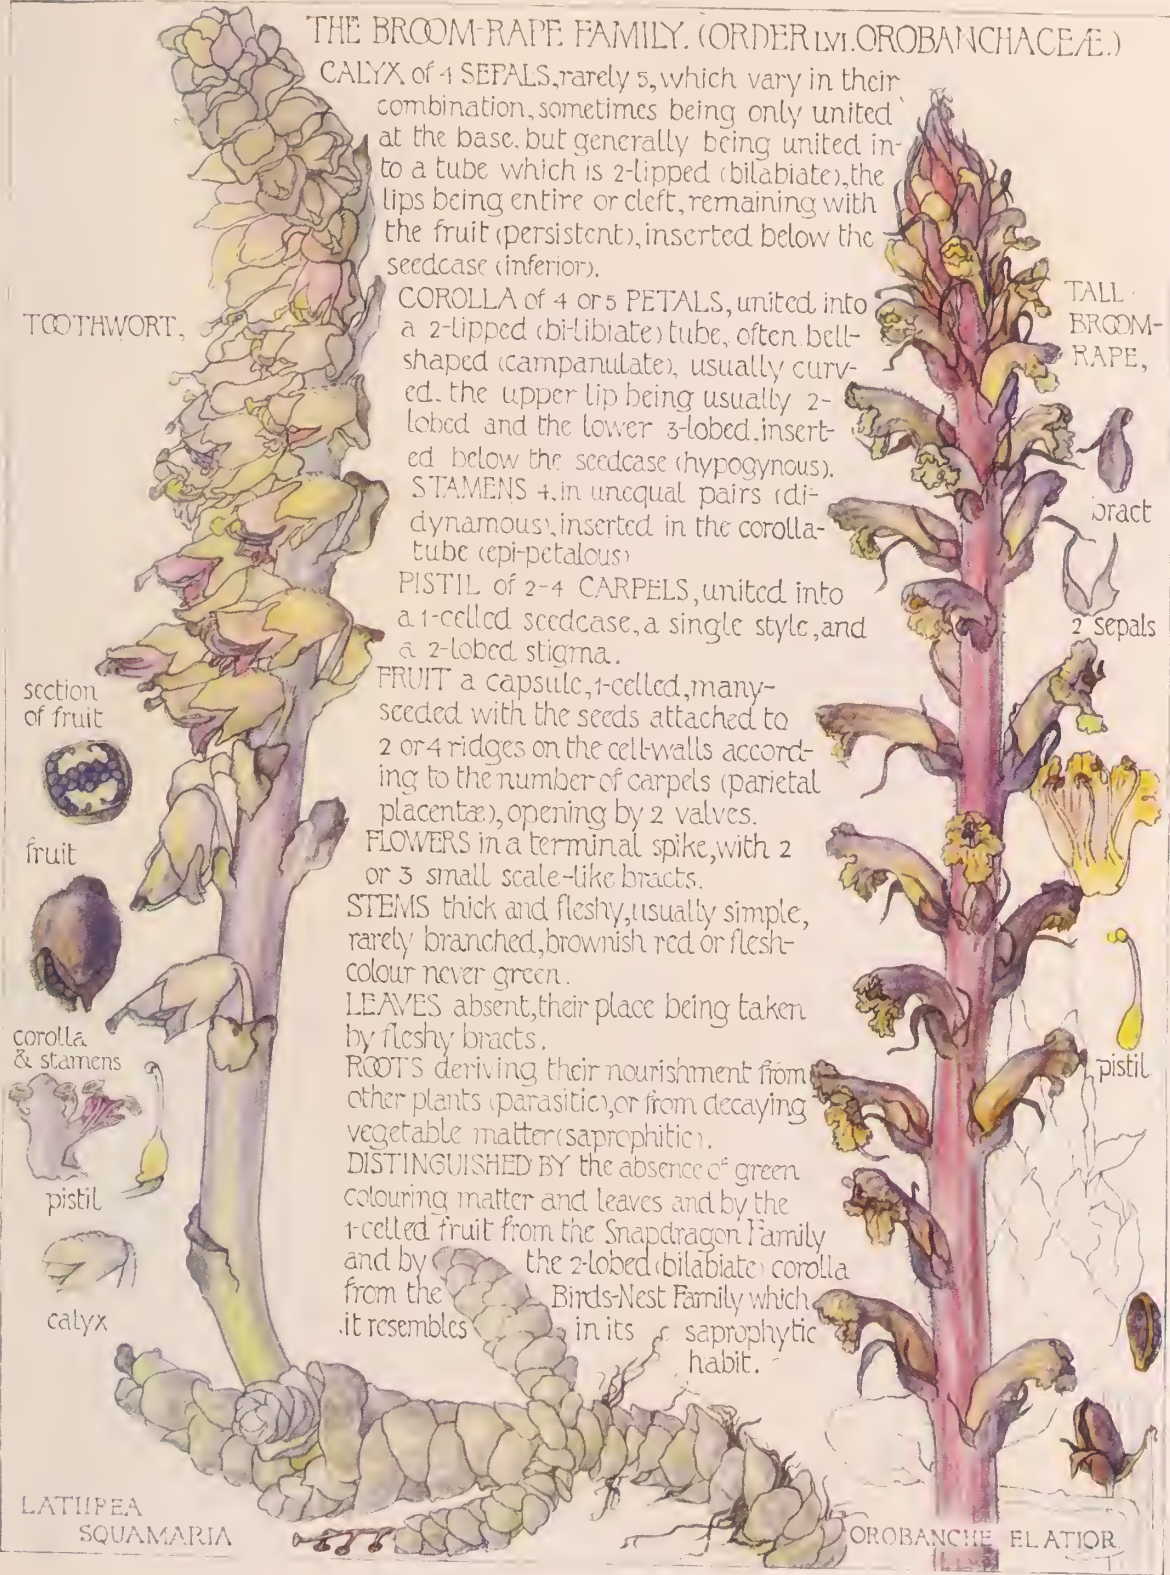 THE BROOM-RAPE FAMILY. (ORDER LVI. OROBANCHACEÆ.)
CALYX of 4 SEPALS, rarely 5, which vary in their
combination, sometimes being only united
at the base, but generally being united in-
to a tube which is 2-lipped (bilabiate), the
lips being entire or cleft, remaining with
the fruit (persistent), inserted below the
seedcase (inferior).
COROLLA of 4 or 5 PETALS, united into
a 2-lipped (bi-libiate) tube, often bell-
shaped (campanulate), usually curv-
ed. the upper lip being usually 2-
lobed and the lower 3-lobed, insert-
ed below the seedcase (hypogynous).
STAMENS 4, in unequal pairs (di-
dynamous), inserted in the corolla-
tube (epi-petalous)
PISTIL of 2-4 CARPELS, united into
a 1-celled seedcase, a single style, and
a 2-lobed stigma.
FRUIT a capsule, 1-celled, many-
seeded with the seeds attached to
2 or 4 ridges on the cell-walls accord-
ing to the number of carpels (parietal
placentæ), opening by 2 valves.
FLOWERS in a terminal spike, with 2
or 3 small scale-like bracts.
STEMS thick and fleshy, usually simple,
rarely branched, brownish red or flesh-
colour never green.
LEAVES absent, their place being taken
by fleshy bracts.
ROOTS deriving their nourishment from
other plants (parasitic), or from decaying
vegetable matter (saprophitic).
DISTINGUISHED BY the absence of green
colouring matter and leaves and by the
1-celled fruit from the Snapdragon Family
and by the 2-lobed (bilabiate) corolla
from the Birds-Nest Family which
it resembles in its saprophytic
habit.
TOOTHWORT,
section
of fruit
fruit
corolla
& stamens
pistil
calyx
LATHREA
SQUAMARIA
TALL
BROOM-
RAPE,
bract
2 sepals
pistil
OROBANCHE ELATIOR